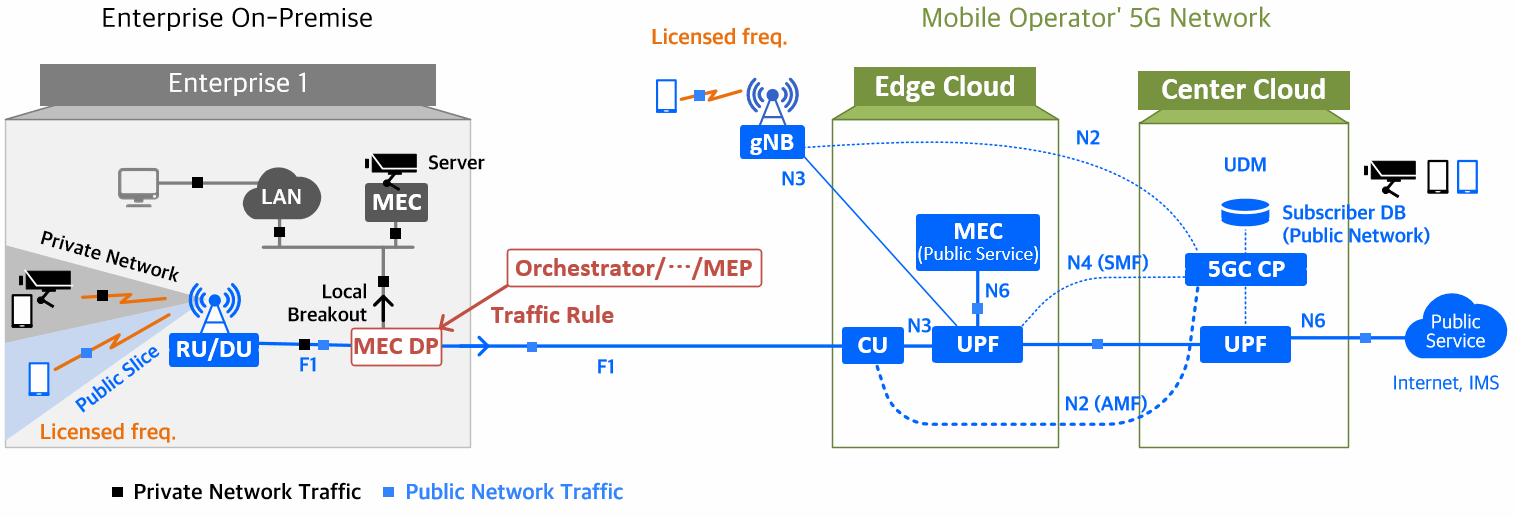 Enterprise On-Premise
Mobile Operator' 5G Network
Licensed freq.
Enterprise 1
Edge Cloud
Center Cloud
gNB
N2
N3
Server
LAN
MEC
UDM
Subscriber DB
(Public Network)
MEC
(Public Service)
Private Network
Orchestrator/···/MEP
N4 (SMF)
5GC CP
Local
Breakout
N6
Traffic Rule
RU/DU
MEC DP
F1
F1
CU
N3
UPF
UPF
N6
Public
Service
Internet, IMS
Public Slice
N2 (AMF)
Licensed freq.
Private Network Traffic
Public Network Traffic